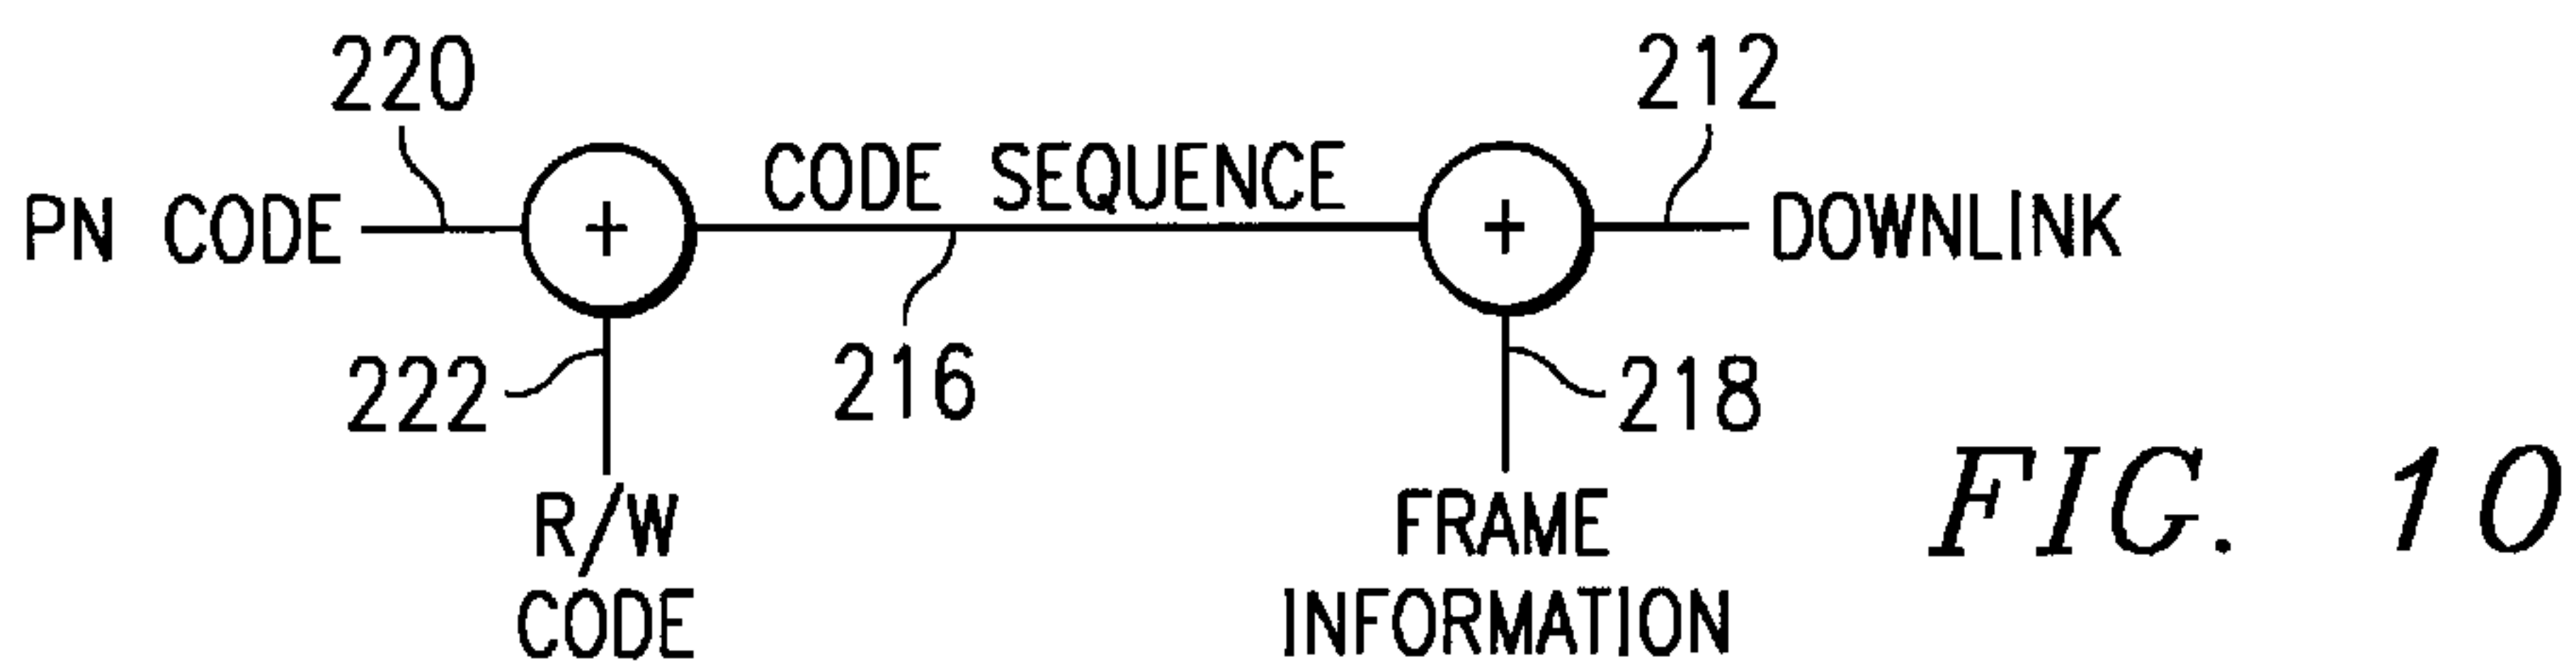 220
212
PN CODE
CODE SEQUENCE
DOWNLINK
222
216
218
R/W
CODE
FRAME
INFORMATION
FIG. 10